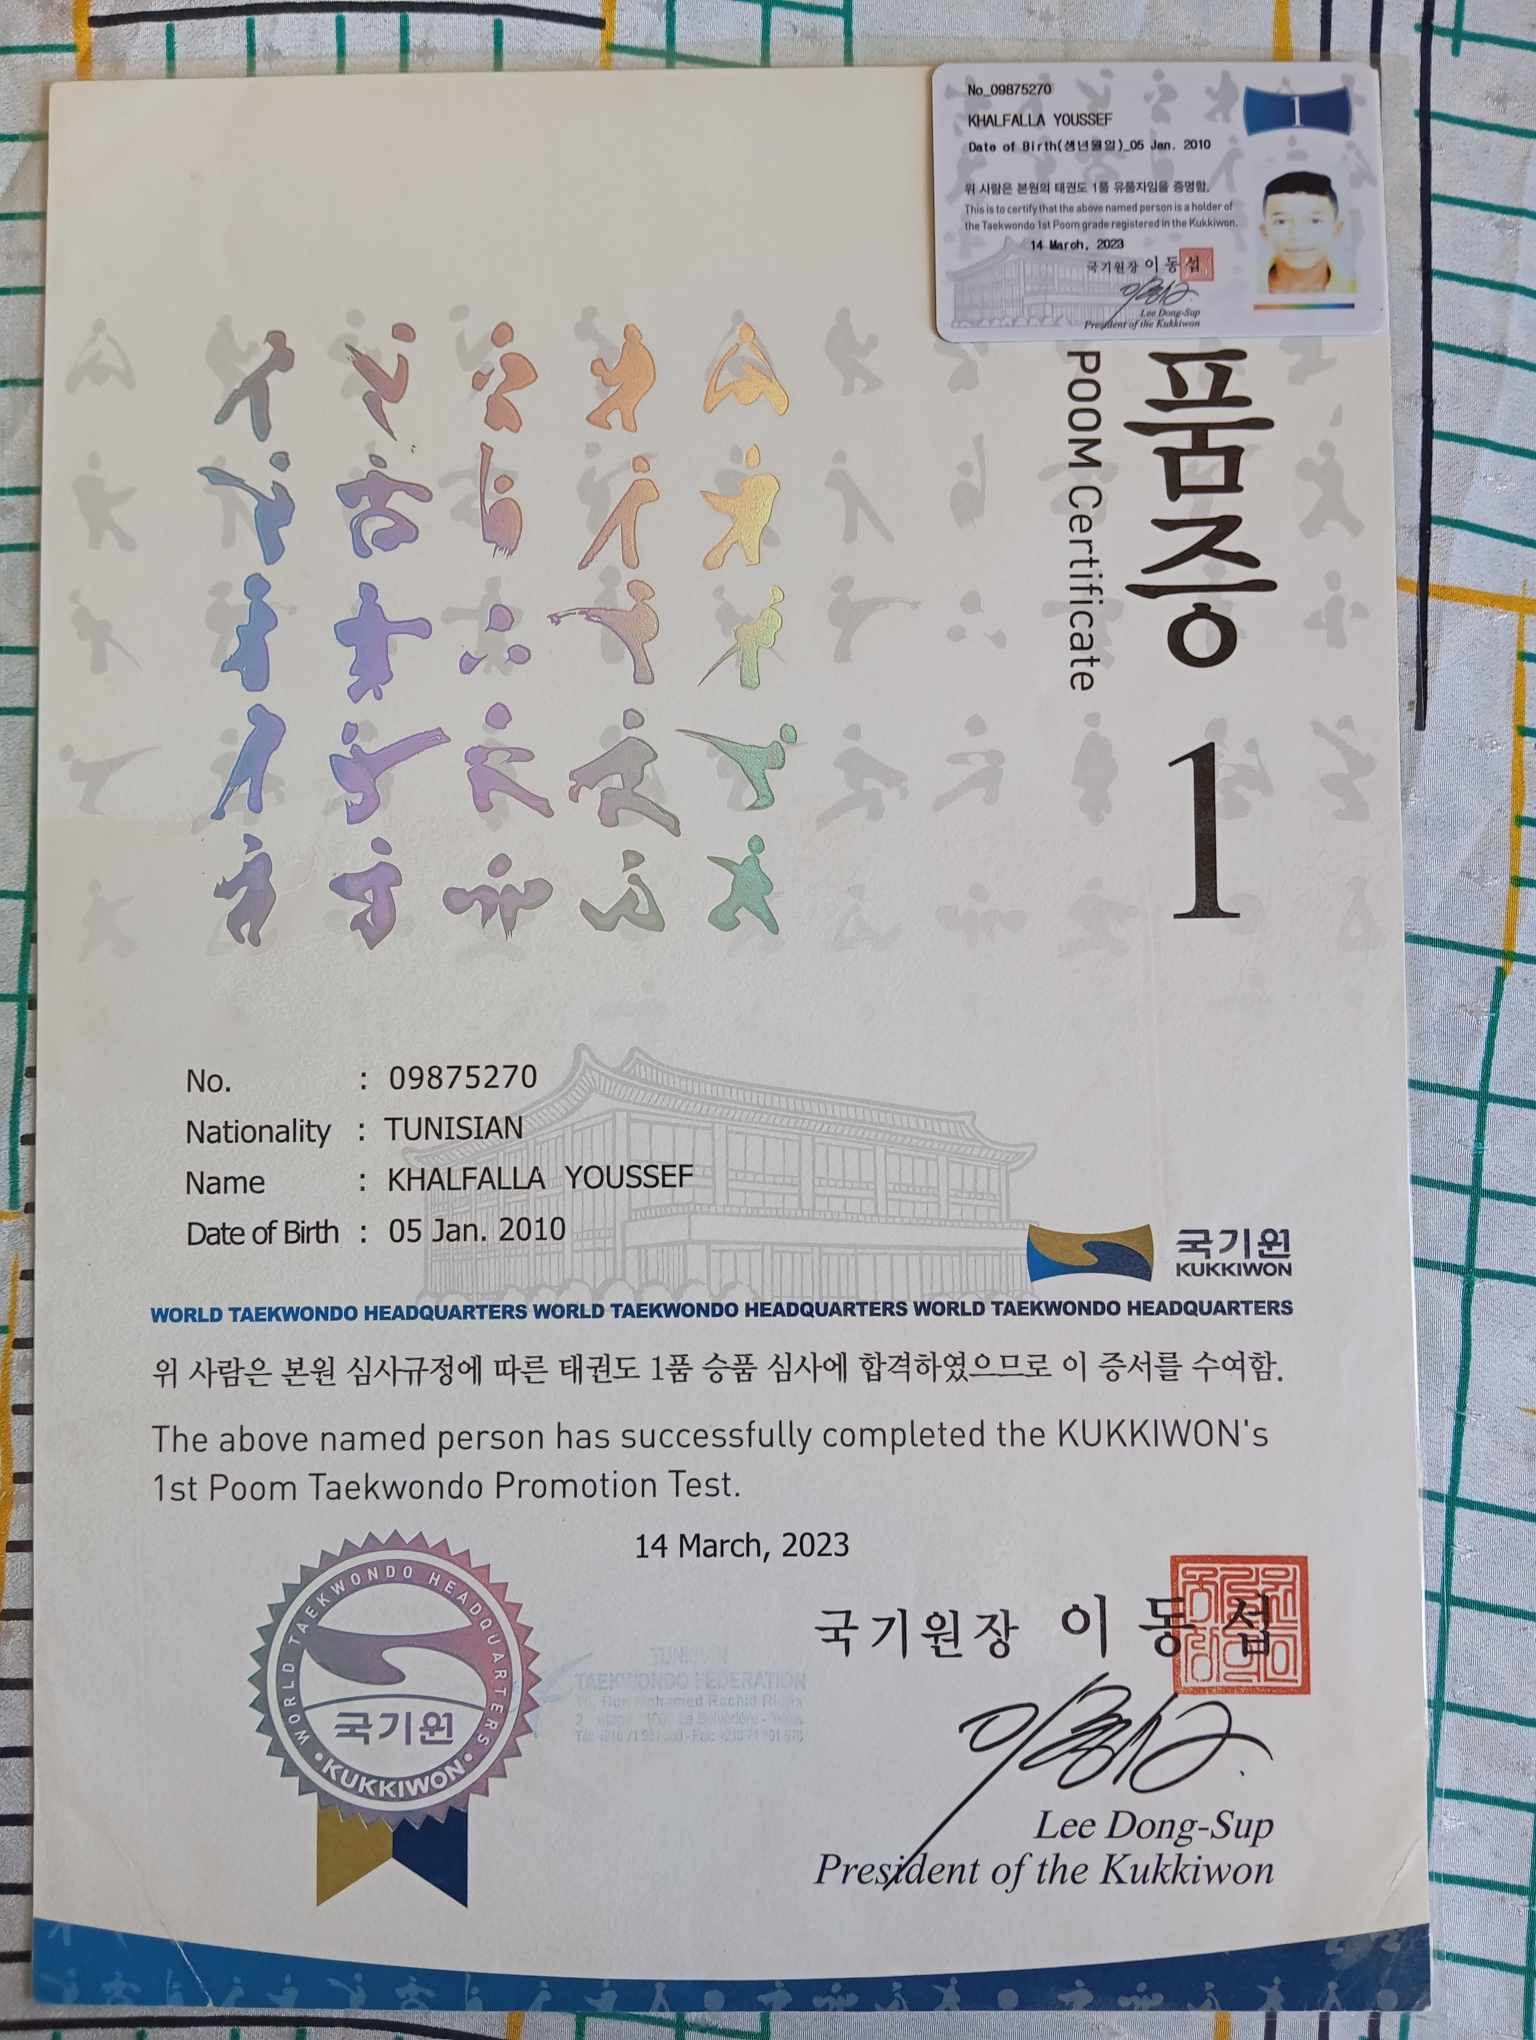 No_09875270
KHALFALLA YOUSSEF
Date of Birth(생년월일)_05 Jan. 2010
1
위 사람은 본원의 태권도 1품 유품자임을 증명함.
This is to certify that the above named person is a holder of
the Taekwondo 1st Poom grade registered in the Kukkiwon.
14 March, 2023
국기원장 이동섭
Lee Dong-Sup
President of the Kukkiwon
품증 1
POOM Certificate
No. : 09875270
Nationality : TUNISIAN
Name : KHALFALLA YOUSSEF
Date of Birth : 05 Jan. 2010
국기원
KUKKIWON
WORLD TAEKWONDO HEADQUARTERS WORLD TAEKWONDO HEADQUARTERS WORLD TAEKWONDO HEADQUARTERS
위 사람은 본원 심사규정에 따른 태권도 1품 승품 심사에 합격하였으므로 이 증서를 수여함.
The above named person has successfully completed the KUKKIWON's
1st Poom Taekwondo Promotion Test.
14 March, 2023
WORLD TAEKWONDO HEADQUARTERS
국기원
•KUKKIWON•
TAEKWONDO FEDERATION
국기원장 이동섭
Lee Dong-Sup
President of the Kukkiwon